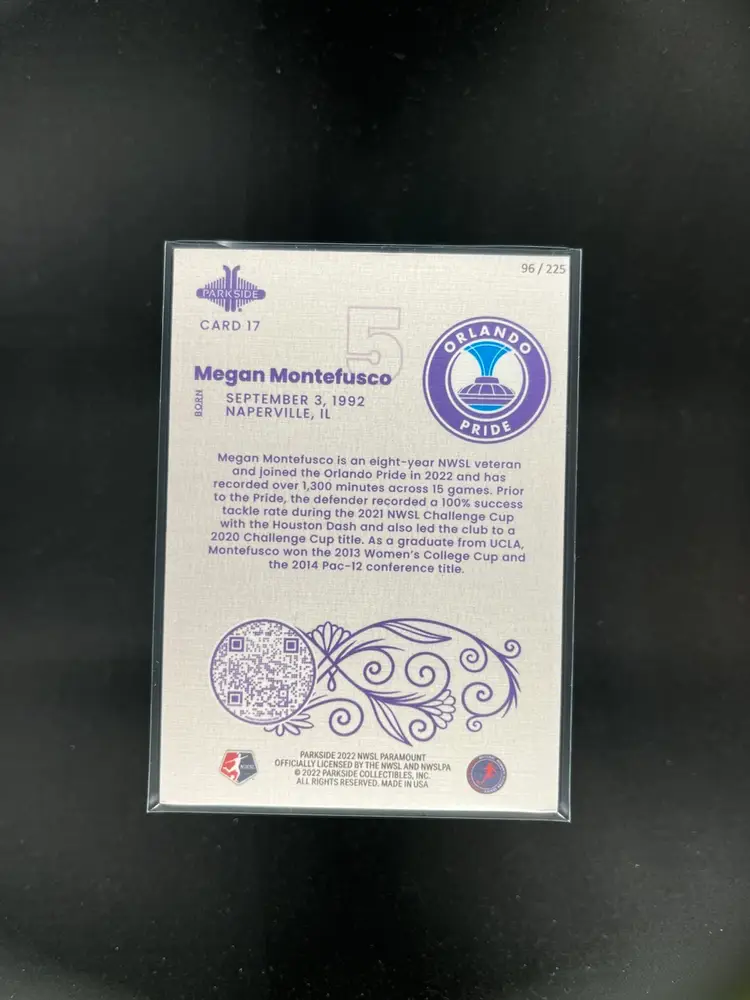 96 / 225
PARKSIDE
CARD 17
5
ORLANDO
PRIDE
Megan Montefusco
BORN
SEPTEMBER 3, 1992
NAPERVILLE, IL
Megan Montefusco is an eight-year NWSL veteran
and joined the Orlando Pride in 2022 and has
recorded over 1,300 minutes across 15 games. Prior
to the Pride, the defender recorded a 100% success
tackle rate during the 2021 NWSL Challenge Cup
with the Houston Dash and also led the club to a
2020 Challenge Cup title. As a graduate from UCLA,
Montefusco won the 2013 Women's College Cup and
the 2014 Pac-12 conference title.
NWSL
PARKSIDE 2022 NWSL PARAMOUNT
OFFICIALLY LICENSED BY THE NWSL AND NWSLPA
© 2022 PARKSIDE COLLECTIBLES, INC.
ALL RIGHTS RESERVED. MADE IN USA